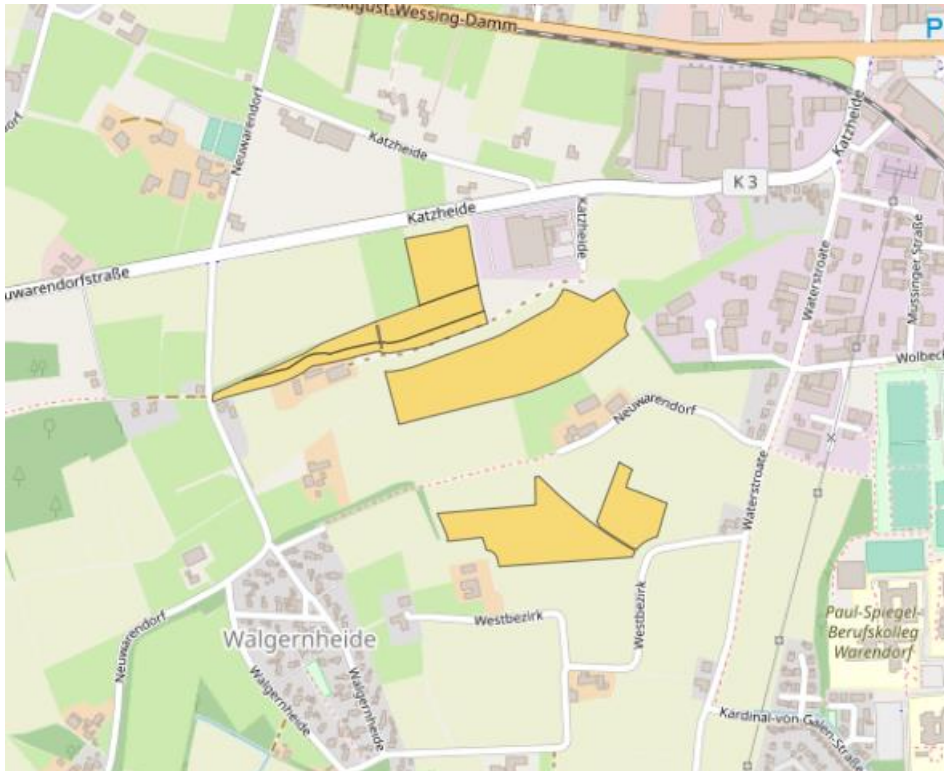 August-Wessing-Damm
P
Katzheide
Neuwarendorf
Katzheide
K 3
Katzheide
Katzheide
Neuwarendorfstraße
Waterstroate
Mussinger Straße
Wolbeck
Neuwarendorf
Waterstroate
Westbezirk
Westbezirk
Neuwarendorf
Walgernheide
Walgernheide
Walgernheide
Paul-Spiegel-
Berufskolleg
Warendorf
Kardinal-von-Galen-Straße